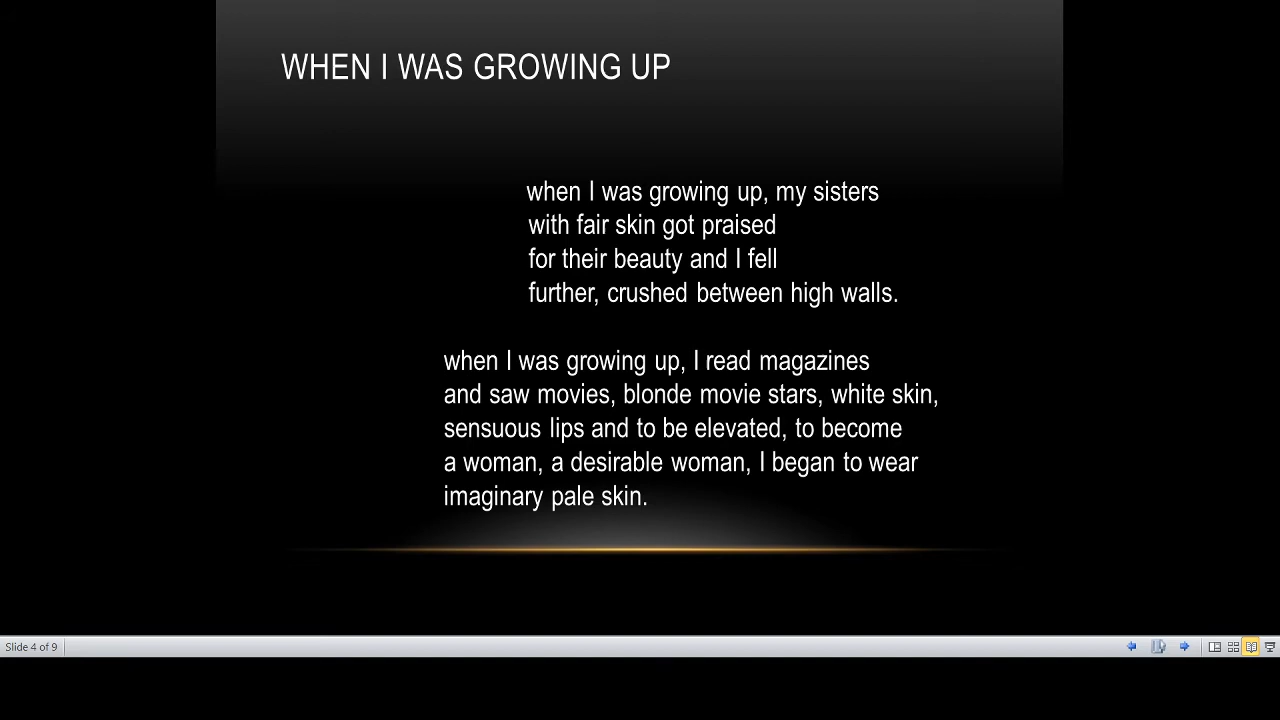 WHEN I WAS GROWING UP
when I was growing up, my sisters
with fair skin got praised
for their beauty and I fell
further, crushed between high walls.
when I was growing up, I read magazines
and saw movies, blonde movie stars, white skin,
sensuous lips and to be elevated, to become
a woman, a desirable woman, I began to wear
imaginary pale skin.
Slide 4 of 9